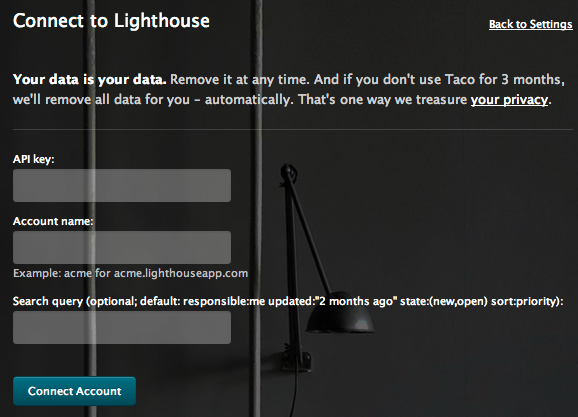 Connect to Lighthouse
Back to Settings
Your data is your data. Remove it at any time. And if you don't use Taco for 3 months,
we'll remove all data for you – automatically. That's one way we treasure your privacy.
API key:
Account name:
Example: acme for acme.lighthouseapp.com
Search query (optional; default: responsible:me updated:"2 months ago" state:(new,open) sort:priority):
Connect Account